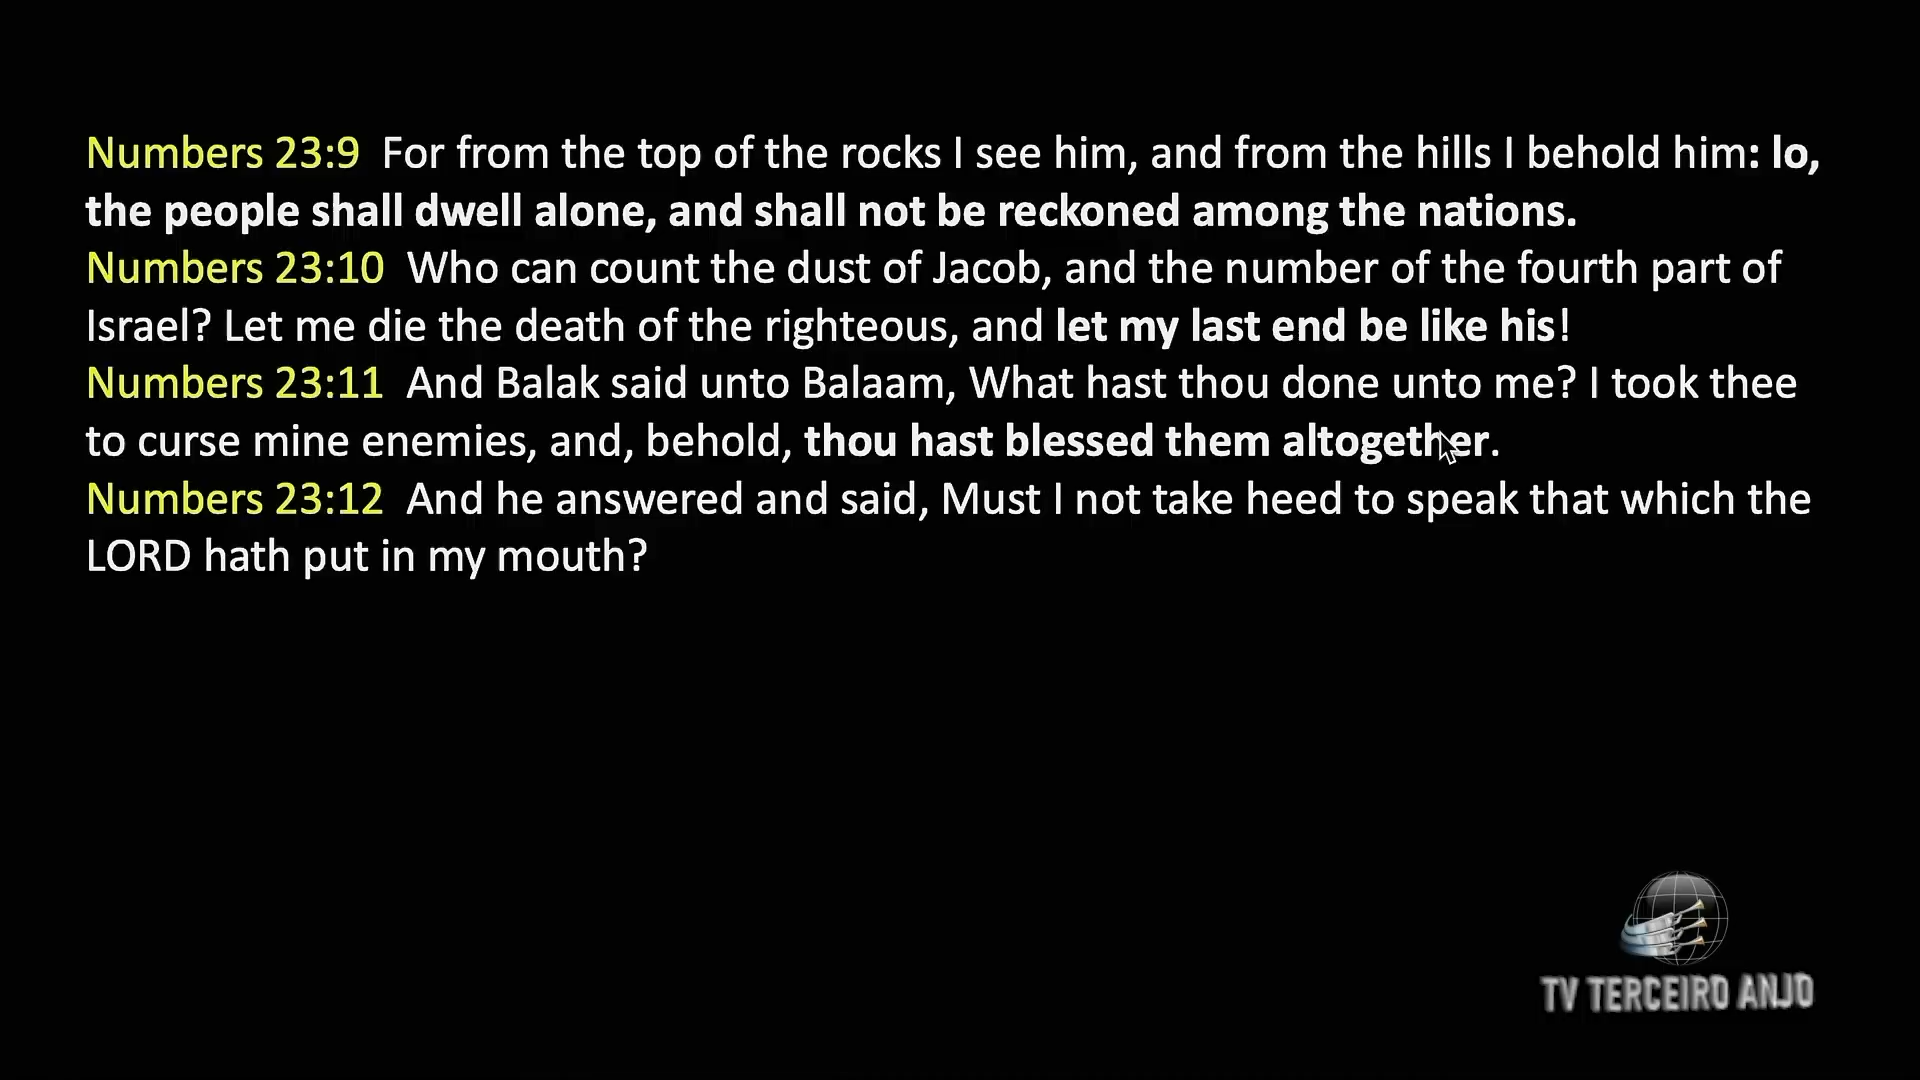 Numbers 23:9 For from the top of the rocks I see him, and from the hills I behold him: lo,
the people shall dwell alone, and shall not be reckoned among the nations.
Numbers 23:10 Who can count the dust of Jacob, and the number of the fourth part of
Israel? Let me die the death of the righteous, and let my last end be like his!
Numbers 23:11 And Balak said unto Balaam, What hast thou done unto me? I took thee
to curse mine enemies, and, behold, thou hast blessed them altogether.
Numbers 23:12 And he answered and said, Must I not take heed to speak that which the
LORD hath put in my mouth?
TV TERCEIRO ANJO